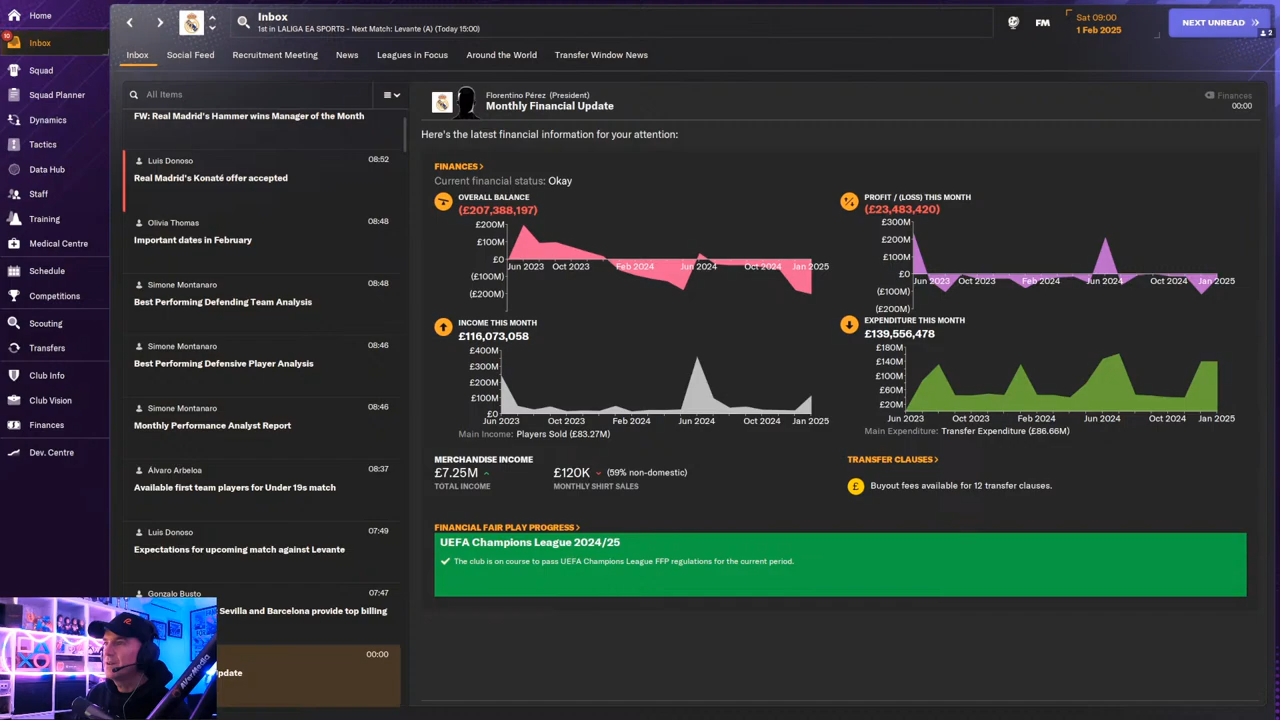 Home
10
Inbox
Squad
Squad Planner
Dynamics
Tactics
Data Hub
Staff
Training
Medical Centre
Schedule
Competitions
Scouting
Transfers
Club Info
Club Vision
Finances
Dev. Centre
Inbox
1st in LALIGA EA SPORTS - Next Match: Levante (A) (Today 15:00)
FM
Sat 09:00
1 Feb 2025
NEXT UNREAD
2
Inbox
Social Feed
Recruitment Meeting
News
Leagues in Focus
Around the World
Transfer Window News
All Items
FW: Real Madrid's Hammer wins Manager of the Month
Luis Donoso 08:52
Real Madrid's Konaté offer accepted
Olivia Thomas 08:48
Important dates in February
Simone Montanaro 08:48
Best Performing Defending Team Analysis
Simone Montanaro 08:46
Best Performing Defensive Player Analysis
Simone Montanaro 08:46
Monthly Performance Analyst Report
Álvaro Arbeloa 08:37
Available first team players for Under 19s match
Luis Donoso 07:49
Expectations for upcoming match against Levante
Gonzalo Busto 07:47
Sevilla and Barcelona provide top billing
00:00
pdate
Florentino Pérez (President)
Monthly Financial Update
Finances
00:00
Here's the latest financial information for your attention:
FINANCES >
Current financial status: Okay
OVERALL BALANCE
(£207,388,197)
£200M
£100M
£0
(£100M)
(£200M)
Jun 2023 Oct 2023 Feb 2024 Jun 2024 Oct 2024 Jan 2025
PROFIT / (LOSS) THIS MONTH
(£23,483,420)
£300M
£200M
£100M
£0
(£100M)
(£200M)
Jun 2023 Oct 2023 Feb 2024 Jun 2024 Oct 2024 Jan 2025
INCOME THIS MONTH
£116,073,058
£400M
£300M
£200M
£100M
£0
Jun 2023 Oct 2023 Feb 2024 Jun 2024 Oct 2024 Jan 2025
Main Income: Players Sold (£83.27M)
EXPENDITURE THIS MONTH
£139,556,478
£180M
£140M
£100M
£60M
£20M
Jun 2023 Oct 2023 Feb 2024 Jun 2024 Oct 2024 Jan 2025
Main Expenditure: Transfer Expenditure (£86.66M)
MERCHANDISE INCOME
£7.25M
TOTAL INCOME
£120K (59% non-domestic)
MONTHLY SHIRT SALES
TRANSFER CLAUSES >
£
Buyout fees available for 12 transfer clauses.
FINANCIAL FAIR PLAY PROGRESS >
UEFA Champions League 2024/25
The club is on course to pass UEFA Champions League FFP regulations for the current period.
AVerMedia